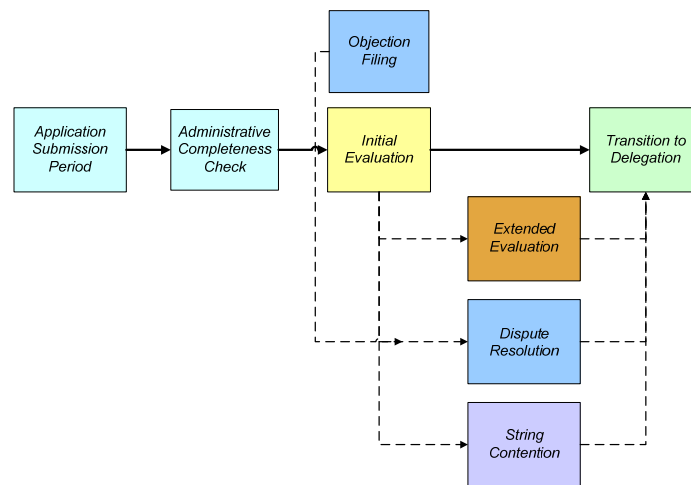 Objection
Filing
Application
Submission
Period
Administrative
Completeness
Check
Initial
Evaluation
Transition to
Delegation
Extended
Evaluation
Dispute
Resolution
String
Contention